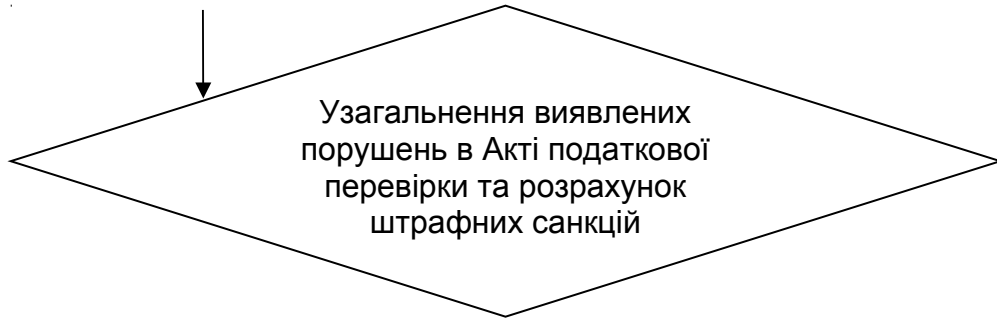 Узагальнення виявлених
порушень в Акті податкової
перевірки та розрахунок
штрафних санкцій